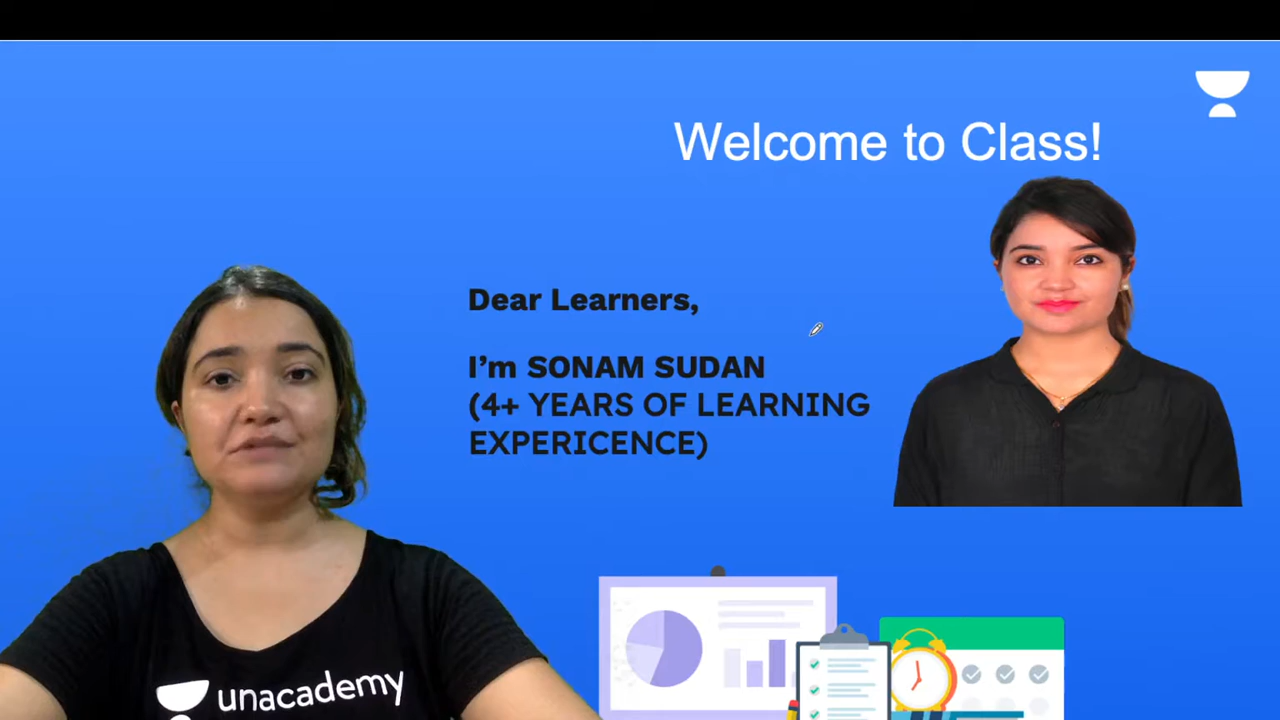 Welcome to Class!
Dear Learners,
I'm SONAM SUDAN
(4+ YEARS OF LEARNING
EXPERICENCE)
unacademy